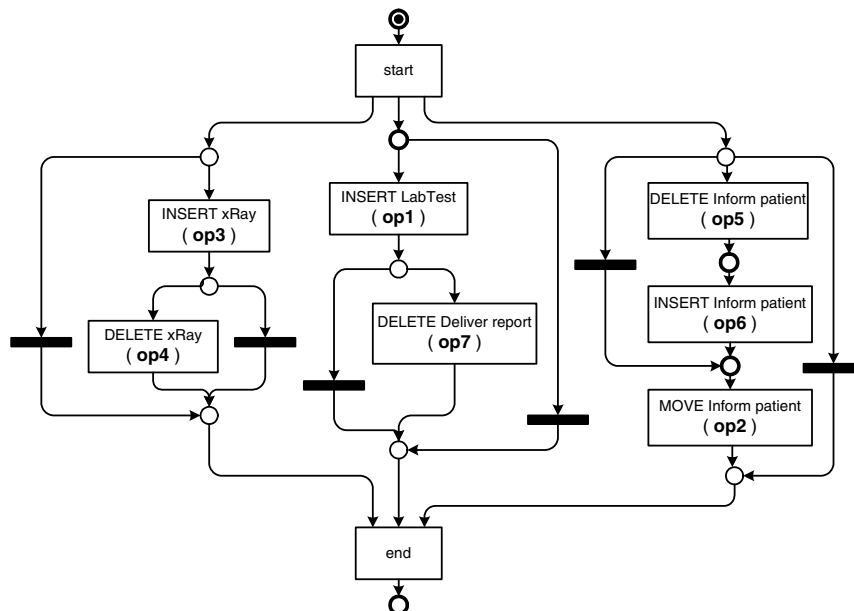 start
INSERT xRay
( op3 )
DELETE xRay
( op4 )
INSERT LabTest
( op1 )
DELETE Deliver report
( op7 )
DELETE Inform patient
( op5 )
INSERT Inform patient
( op6 )
MOVE Inform patient
( op2 )
end